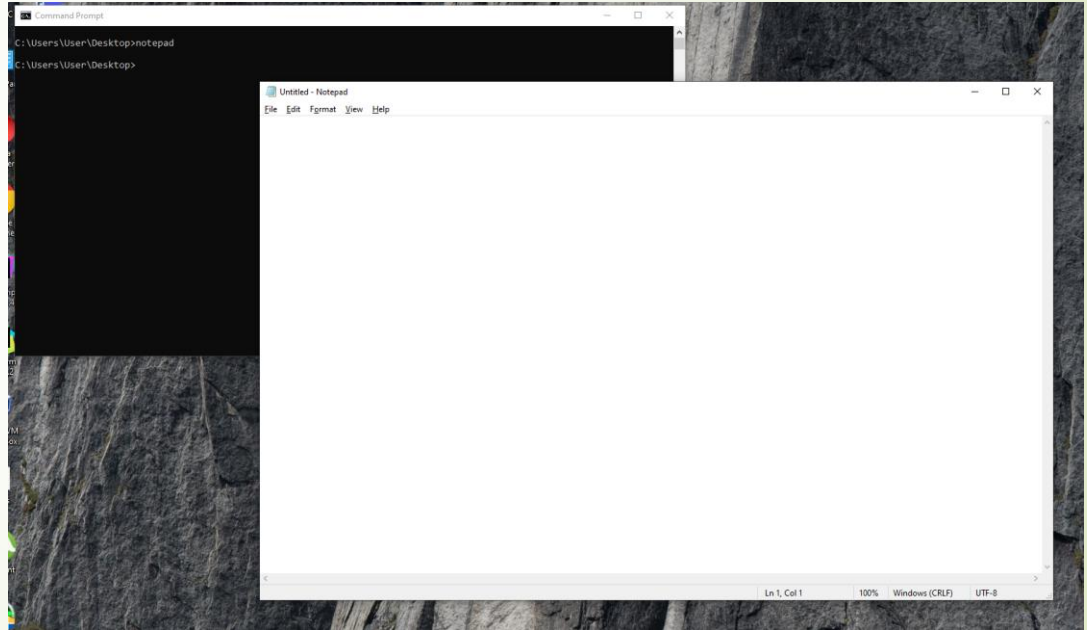 Command Prompt
C:\Users\User\Desktop>notepad
C:\Users\User\Desktop>
Untitled - Notepad
File Edit Format View Help
Ln 1, Col 1 100% Windows (CRLF) UTF-8